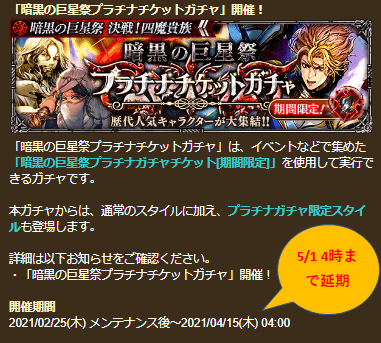 「暗黒の巨星祭プラチナチケットガチャ」開催！
暗黒の巨星祭 決戦！四魔貴族
暗黒の巨星祭
プラチナチケットガチャ
期間限定！
歴代人気キャラクターが大集結!!
「暗黒の巨星祭プラチナチケットガチャ」は、イベントなどで集めた
「暗黒の巨星祭プラチナガチャチケット[期間限定]」を使用して実行で
きるガチャです。
本ガチャからは、通常のスタイルに加え、プラチナガチャ限定スタイ
ルも登場します。
詳細は以下お知らせをご確認ください。
・「暗黒の巨星祭プラチナチケットガチャ」開催！
5/1 4時ま
で延期
開催期間
2021/02/25(木) メンテナンス後～2021/04/15(木) 04:00